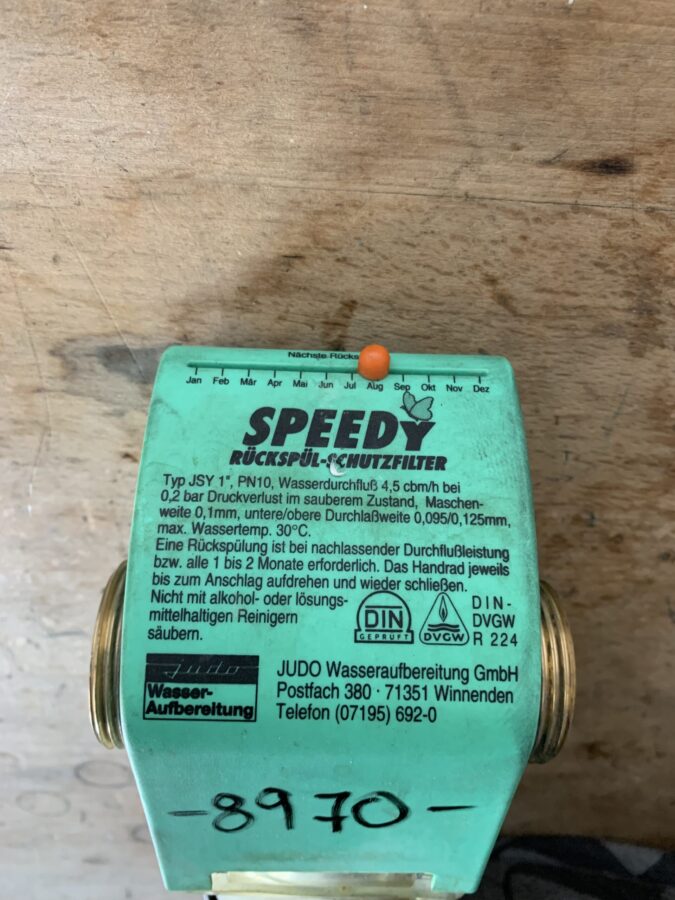 Nächste Rücks
Jan Feb Mär Apr Mai Jun Jul Aug Sep Okt Nov Dez
SPEEDY
RÜCKSPÜL-SCHUTZFILTER
Typ JSY 1", PN10, Wasserdurchfluß 4,5 cbm/h bei
0,2 bar Druckverlust im sauberem Zustand, Maschen-
weite 0,1mm, untere/obere Durchlaßweite 0,095/0,125mm,
max. Wassertemp. 30°C.
Eine Rückspülung ist bei nachlassender Durchflußleistung
bzw. alle 1 bis 2 Monate erforderlich. Das Handrad jeweils
bis zum Anschlag aufdrehen und wieder schließen.
Nicht mit alkohol- oder lösungs-
mittelhaltigen Reinigern
säubern.
DIN
GEPRÜFT
DVGW
DIN-
DVGW
R 224
Judo
Wasser-
Aufbereitung
JUDO Wasseraufbereitung GmbH
Postfach 380 · 71351 Winnenden
Telefon (07195) 692-0
-8970-